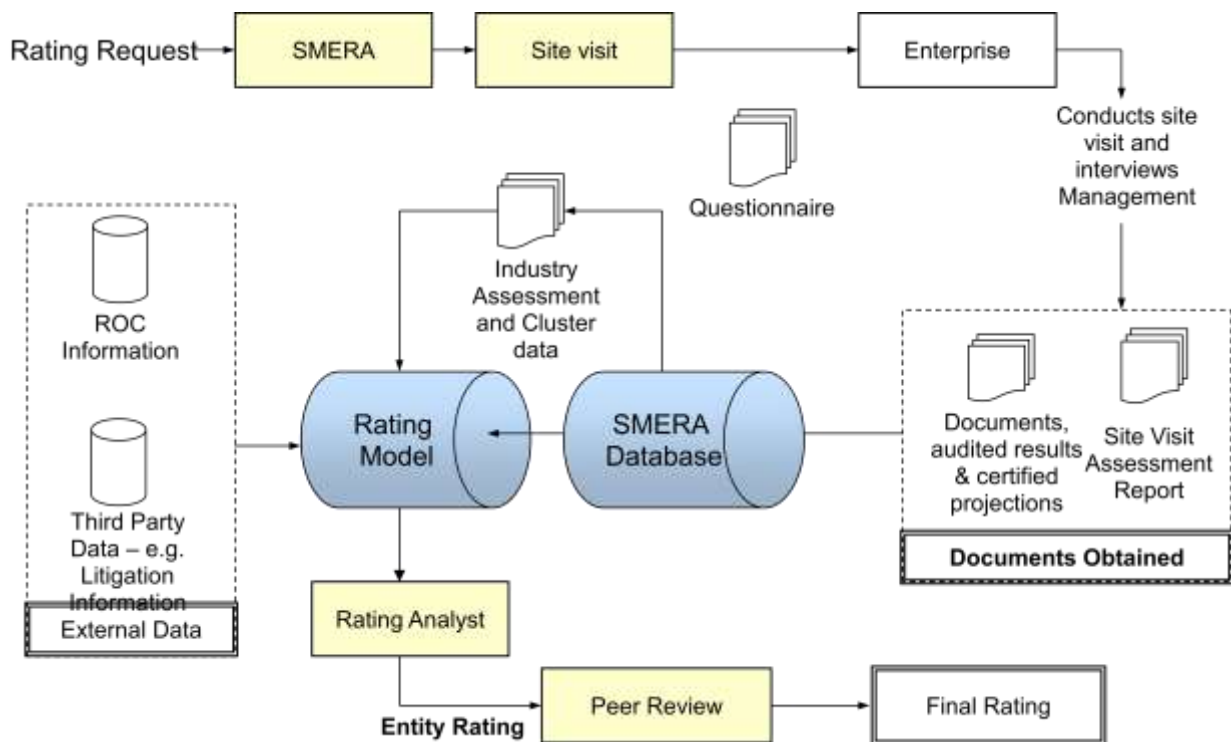 Rating Request
SMERA
Site visit
Enterprise
Conducts site
visit and
interviews
Management
Questionnaire
Industry
Assessment
and Cluster
data
ROC
Information
Third Party
Data – e.g.
Litigation
Information
External Data
Rating
Model
SMERA
Database
Documents,
audited results
& certified
projections
Site Visit
Assessment
Report
Documents Obtained
Rating Analyst
Entity Rating
Peer Review
Final Rating